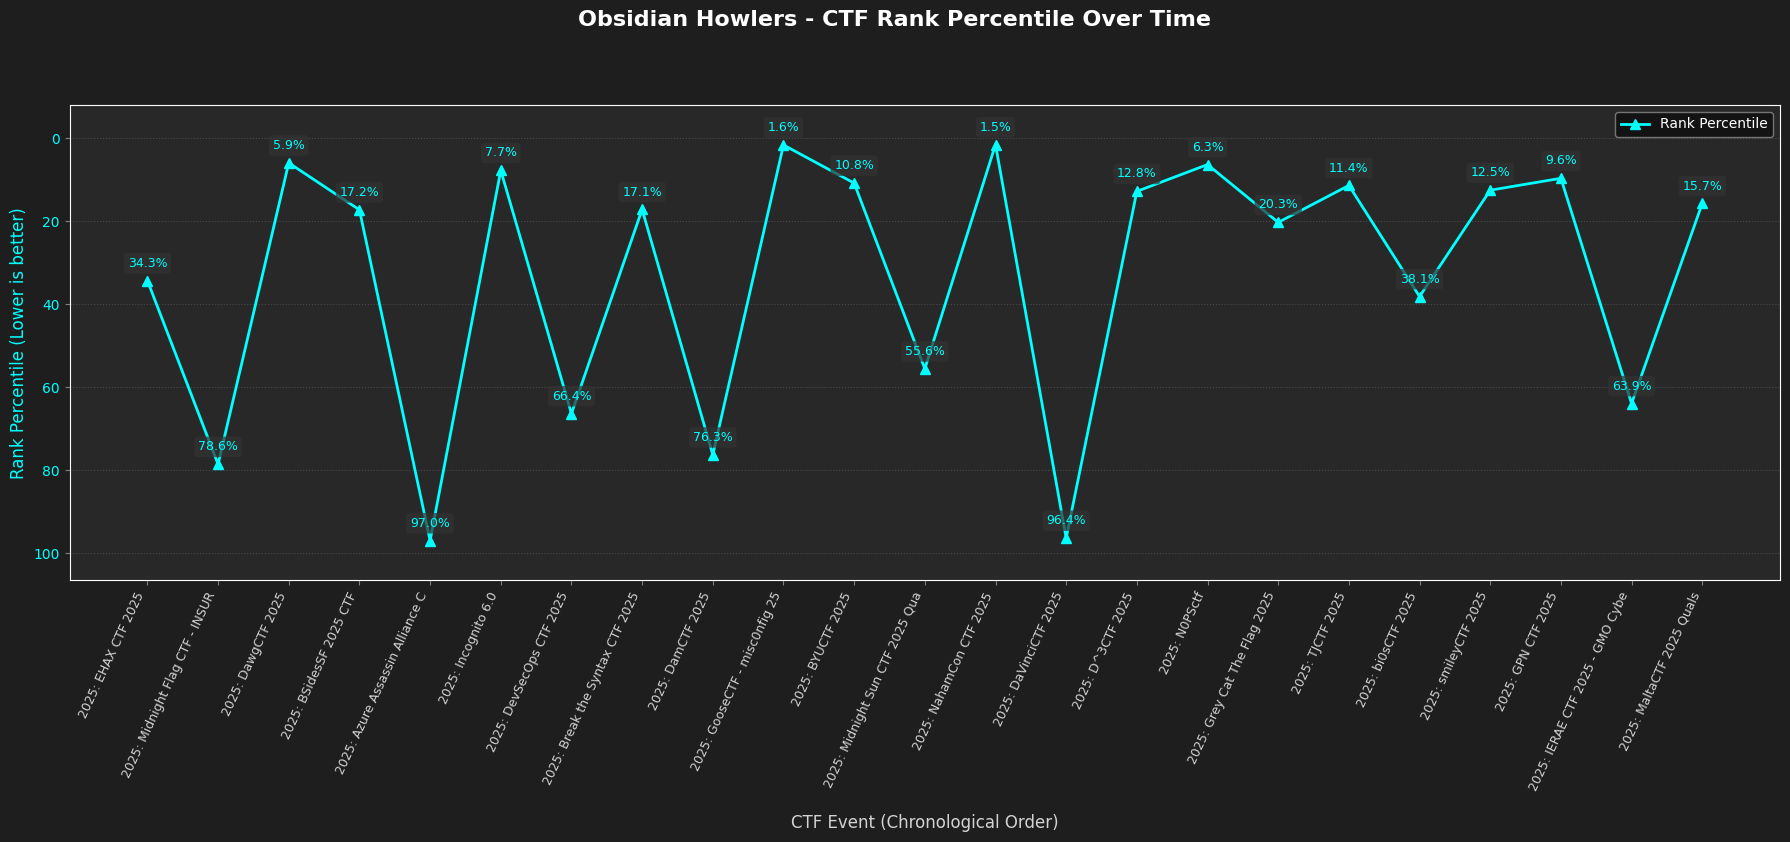 Obsidian Howlers - CTF Rank Percentile Over Time
Rank Percentile
Rank Percentile (Lower is better)
0
20
40
60
80
100
34.3%
78.6%
5.9%
17.2%
97.0%
7.7%
66.4%
17.1%
76.3%
1.6%
10.8%
55.6%
1.5%
96.4%
12.8%
6.3%
20.3%
11.4%
38.1%
12.5%
9.6%
63.9%
15.7%
2025: EHAX CTF 2025
2025: Midnight Flag CTF - INSUR
2025: DawgCTF 2025
2025: BSidesSF 2025 CTF
2025: Azure Assassin Alliance C
2025: Incognito 6.0
2025: DevSecOps CTF 2025
2025: Break the Syntax CTF 2025
2025: DamCTF 2025
2025: GooseCTF - misc0nfig 25
2025: BYUCTF 2025
2025: Midnight Sun CTF 2025 Qua
2025: NahamCon CTF 2025
2025: DaVinciCTF 2025
2025: D^3CTF 2025
2025: N0PSctf
2025: Grey Cat The Flag 2025
2025: TJCTF 2025
2025: bi0sCTF 2025
2025: smileyCTF 2025
2025: GPN CTF 2025
2025: IERAE CTF 2025 - GMO Cybe
2025: MaltaCTF 2025 Quals
CTF Event (Chronological Order)